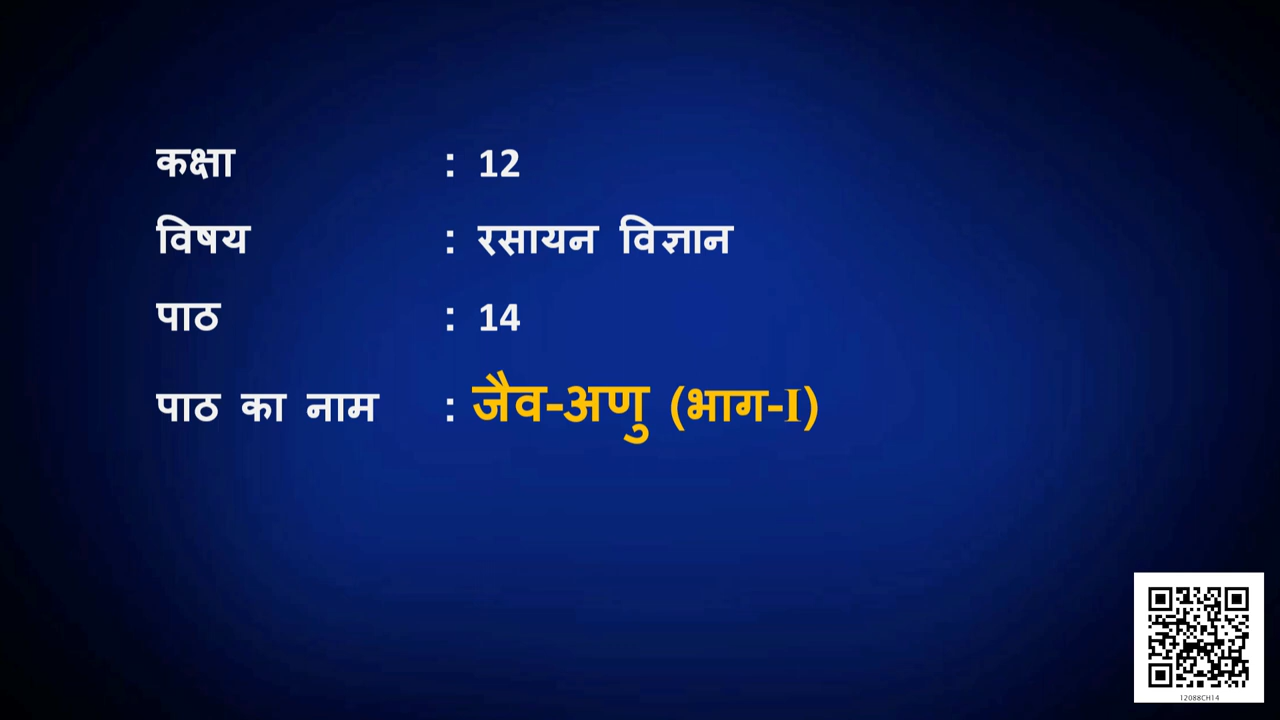 कक्षा : 12
विषय : रसायन विज्ञान
पाठ : 14
पाठ का नाम : जैव-अणु (भाग-I)
12088CH14